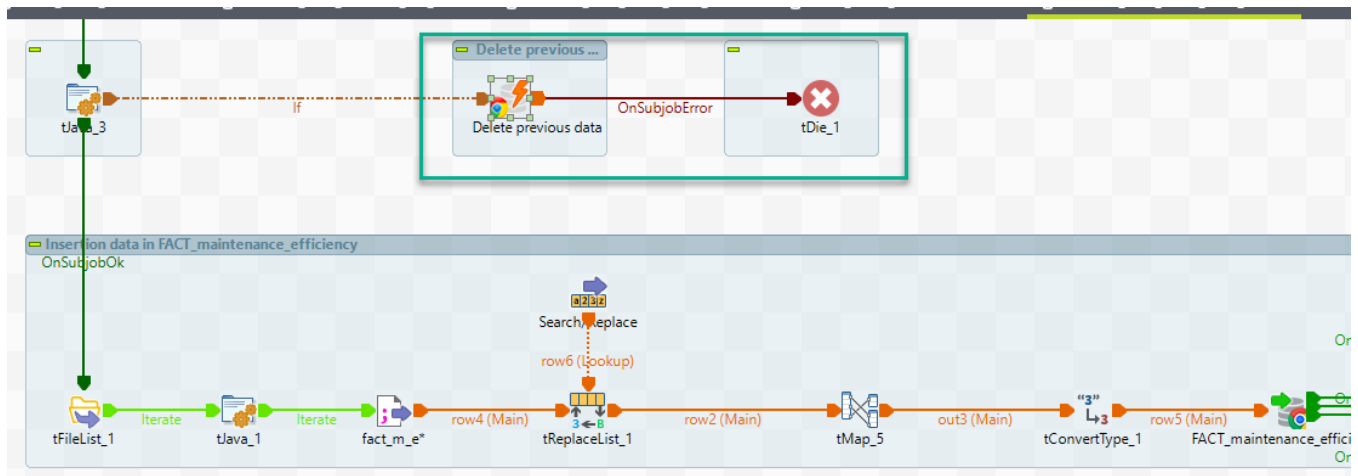 Delete previous ...
If
OnSubjobError
tJava_3
Delete previous data
tDie_1
Insertion data in FACT_maintenance_efficiency
OnSubjobOk
Search/Replace
row6 (Lookup)
Iterate
Iterate
row4 (Main)
row2 (Main)
out3 (Main)
row5 (Main)
tFileList_1
tJava_1
fact_m_e*
tReplaceList_1
tMap_5
tConvertType_1
FACT_maintenance_effici